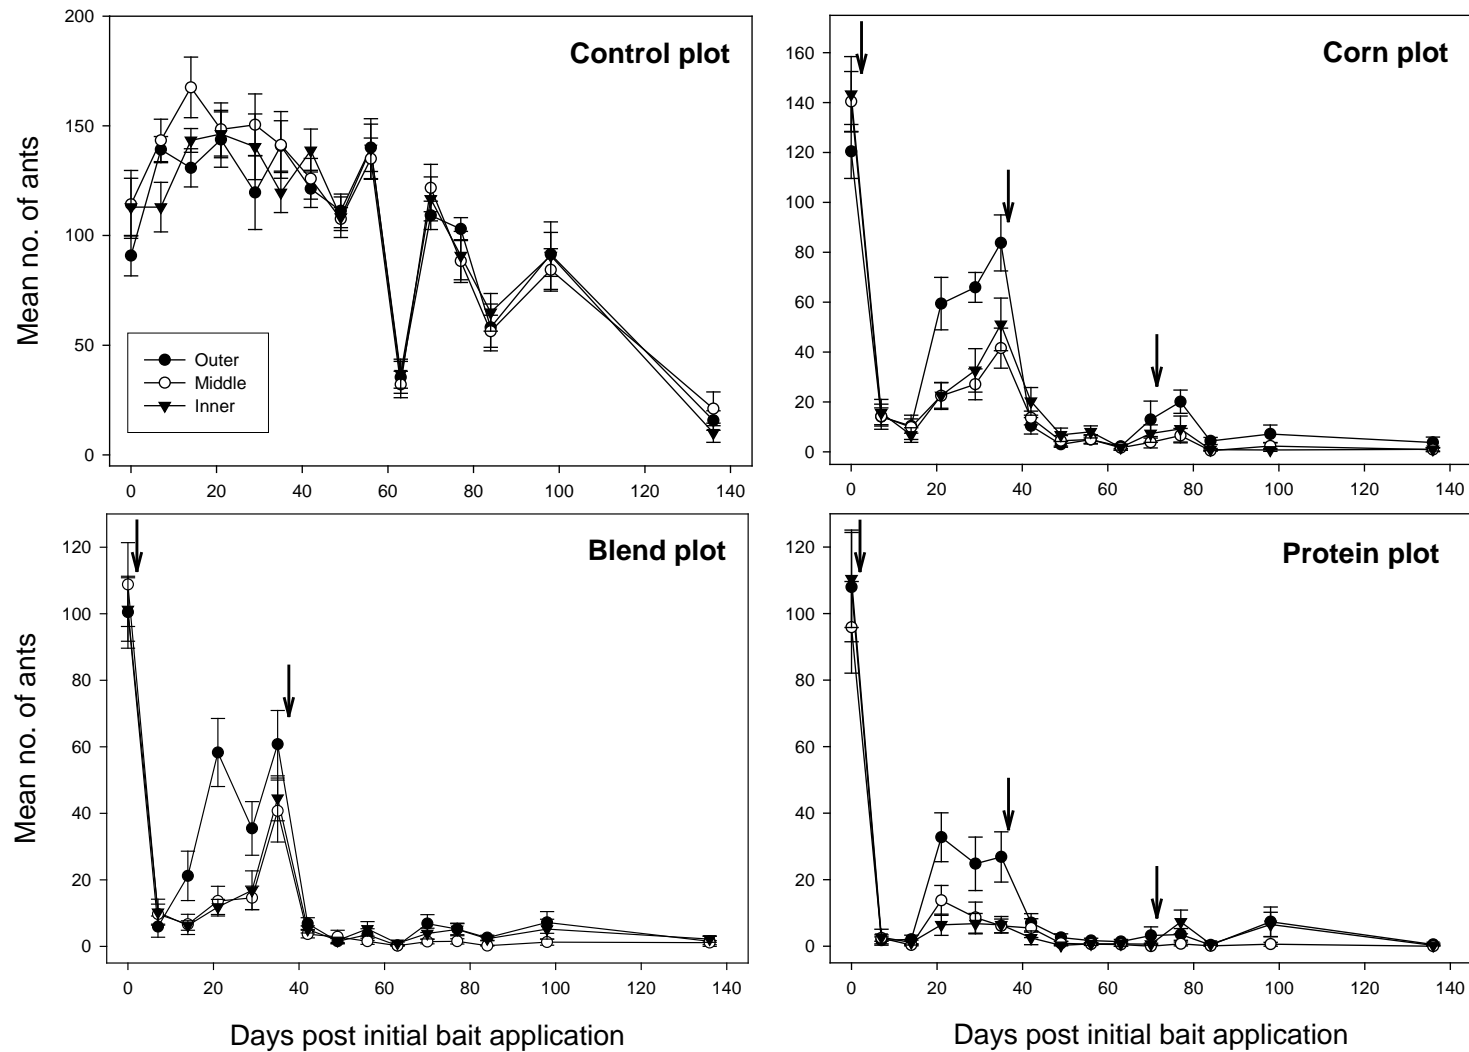 Control plot
Mean no. of ants
200
150
100
50
0
Outer
Middle
Inner
0 20 40 60 80 100 120 140
Corn plot
160
140
120
100
80
60
40
20
0
0 20 40 60 80 100 120 140
Blend plot
Mean no. of ants
120
100
80
60
40
20
0
0 20 40 60 80 100 120 140
Days post initial bait application
Protein plot
120
100
80
60
40
20
0
0 20 40 60 80 100 120 140
Days post initial bait application